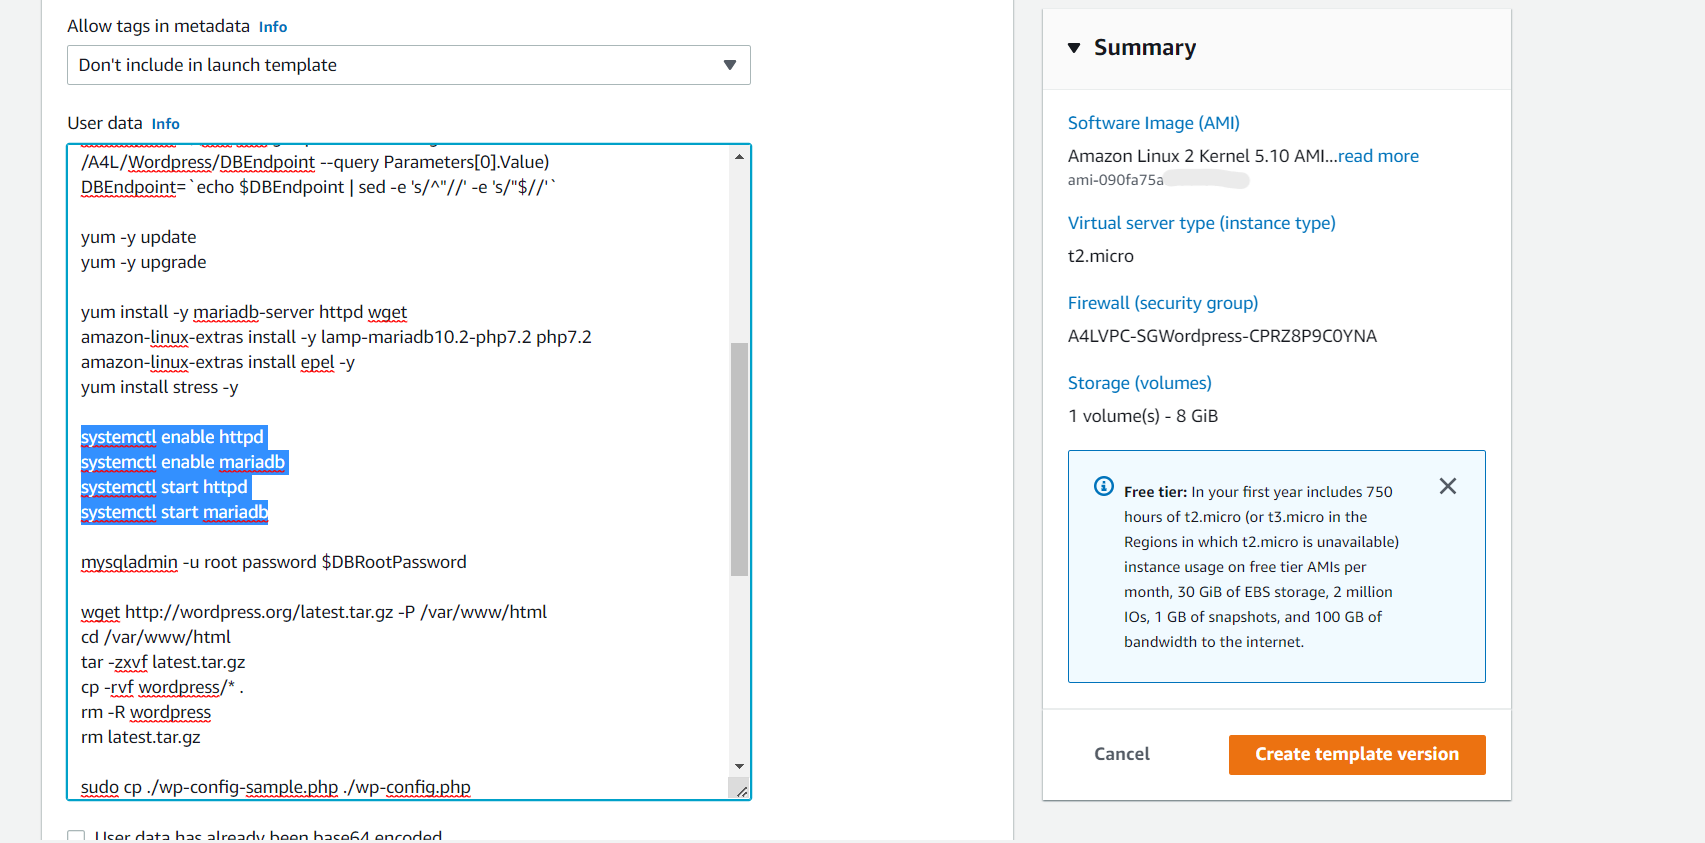 Allow tags in metadata Info
Don't include in launch template
User data Info
/A4L/Wordpress/DBEndpoint --query Parameters[0].Value)
DBEndpoint=`echo $DBEndpoint | sed -e 's/^"//' -e 's/"$//'`
yum -y update
yum -y upgrade
yum install -y mariadb-server httpd wget
amazon-linux-extras install -y lamp-mariadb10.2-php7.2 php7.2
amazon-linux-extras install epel -y
yum install stress -y
systemctl enable httpd
systemctl enable mariadb
systemctl start httpd
systemctl start mariadb
mysqladmin -u root password $DBRootPassword
wget http://wordpress.org/latest.tar.gz -P /var/www/html
cd /var/www/html
tar -zxvf latest.tar.gz
cp -rvf wordpress/* .
rm -R wordpress
rm latest.tar.gz
sudo cp ./wp-config-sample.php ./wp-config.php
User data has already been base64 encoded
Summary
Software Image (AMI)
Amazon Linux 2 Kernel 5.10 AMI...read more
ami-090fa75a
Virtual server type (instance type)
t2.micro
Firewall (security group)
A4LVPC-SGWordpress-CPRZ8P9C0YNA
Storage (volumes)
1 volume(s) - 8 GiB
Free tier: In your first year includes 750
hours of t2.micro (or t3.micro in the
Regions in which t2.micro is unavailable)
instance usage on free tier AMIs per
month, 30 GiB of EBS storage, 2 million
IOs, 1 GB of snapshots, and 100 GB of
bandwidth to the internet.
Cancel
Create template version